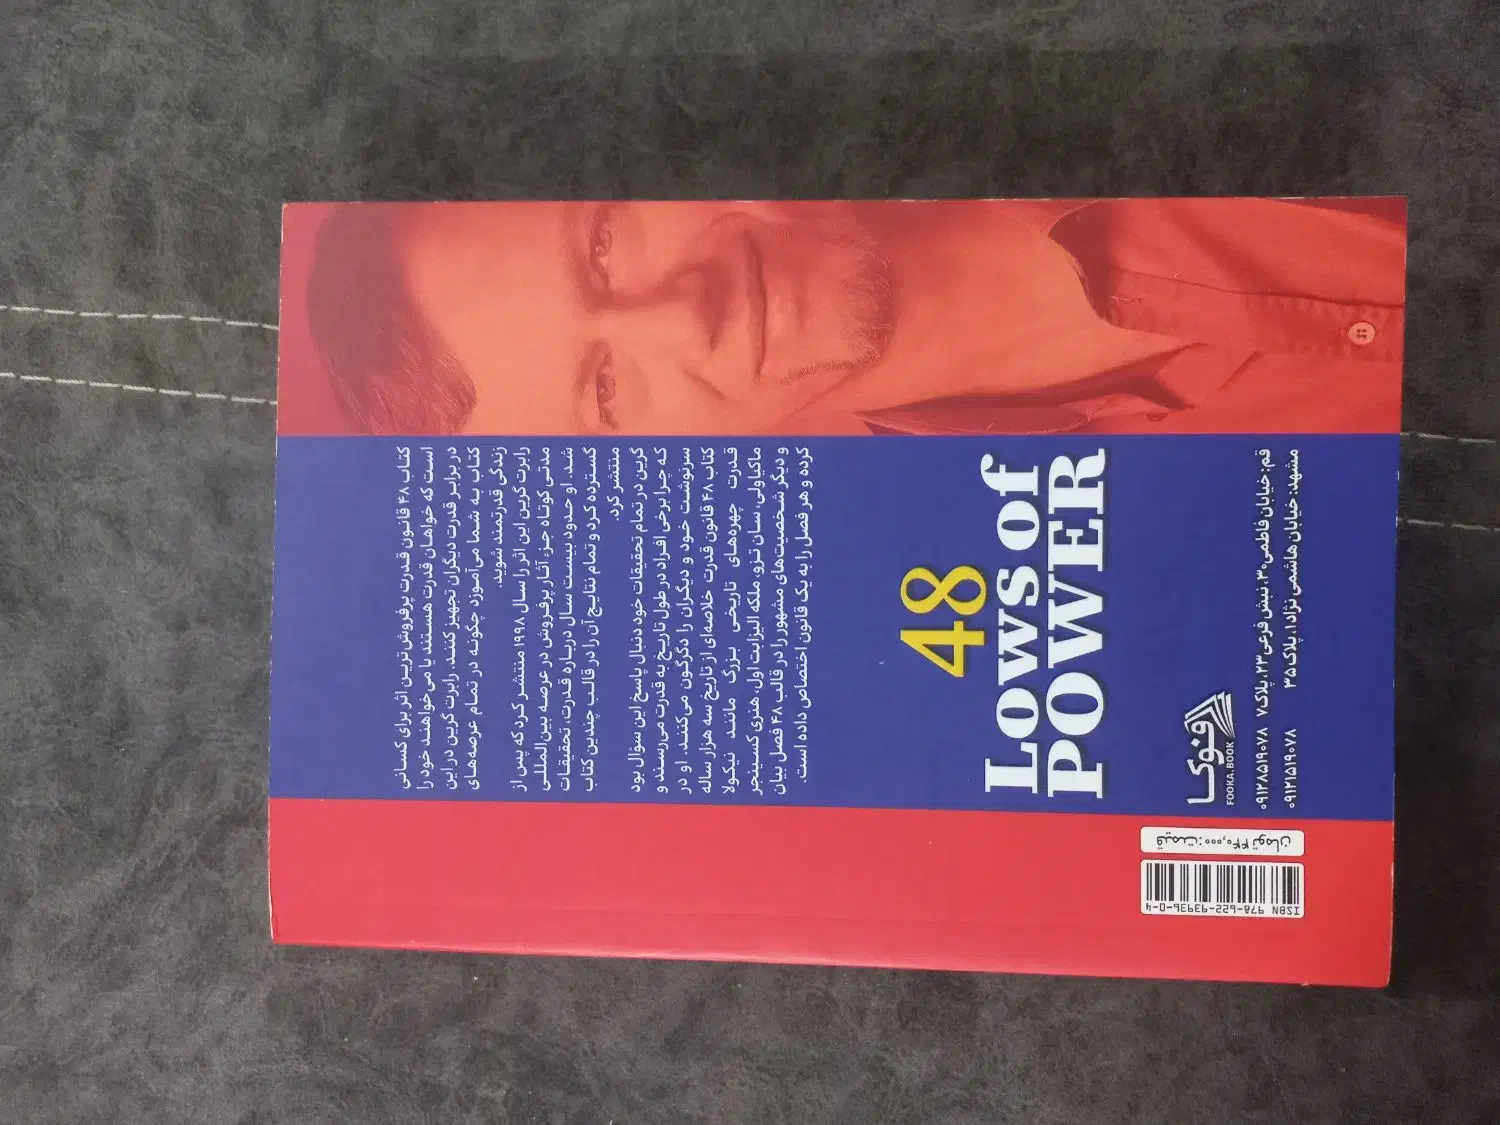 کتاب ۴۸ قانون قدرت پرفروش ترین اثر برای کسانی
است که خواهان قدرت هستند یا می‌خواهند خود را
در برابر قدرت دیگران تجهیز کنند. رابرت گرین در این
کتاب به شما می‌آموزد چگونه در تمام عرصه‌های
زندگی قدرتمند شوید.
رابرت گرین این اثر را سال ۱۹۹۸ منتشر کرد که پس از
مدتی کوتاه جزء آثار پرفروش در عرصه بین‌المللی
شد. او حدود بیست سال درباره قدرت، تحقیقات
گسترده کرد و تمام نتایج آن را در قالب چندین کتاب
منتشر کرد.
گرین در تمام تحقیقات خود دنبال پاسخ این سؤال بود
که چرا برخی افراد در طول تاریخ به قدرت می‌رسند و
سرنوشت خود و دیگران را دگرگون می‌کنند. او در
کتاب ۴۸ قانون قدرت خلاصه‌ای از تاریخ سه هزار ساله
قدرت چهره‌های تاریخی بزرگ مانند نیکولا
ماکیاولی، سان تزو، ملکه الیزابت اول، هنری کسینجر
و دیگر شخصیت‌های مشهور را در قالب ۴۸ فصل بیان
کرده و هر فصل را به یک قانون اختصاص داده است.
48
Lows of
POWER
فنوکا
FOOKA.BOOK
قم: خیابان فاطمی۳۰، نبش فرعی۲۳، پلاک ۷ ۰۹۱۲۸۵۱۹۰۷۸
مشهد: خیابان هاشمی نژاد۱، پلاک ۳۵ ۰۹۱۲۱۵۱۹۰۷۸
قیمت: ۲۴۰,۰۰۰ تومان
ISBN 978-622-93936-0-4